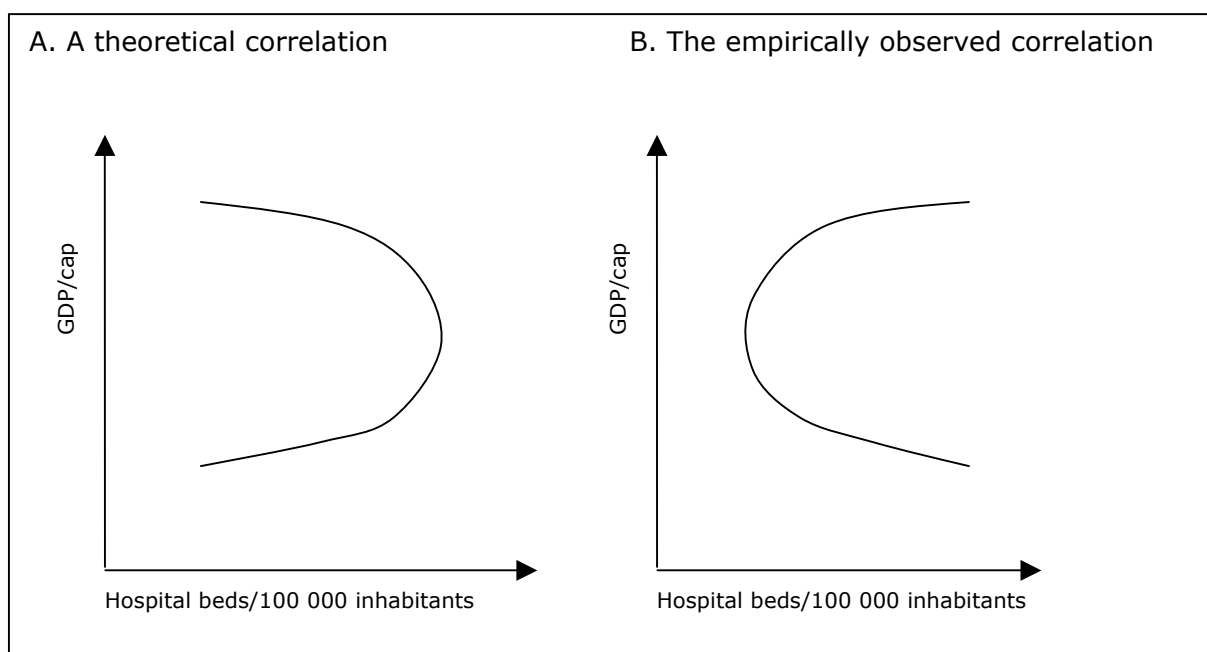 A. A theoretical correlation
GDP/cap
Hospital beds/100 000 inhabitants
B. The empirically observed correlation
GDP/cap
Hospital beds/100 000 inhabitants